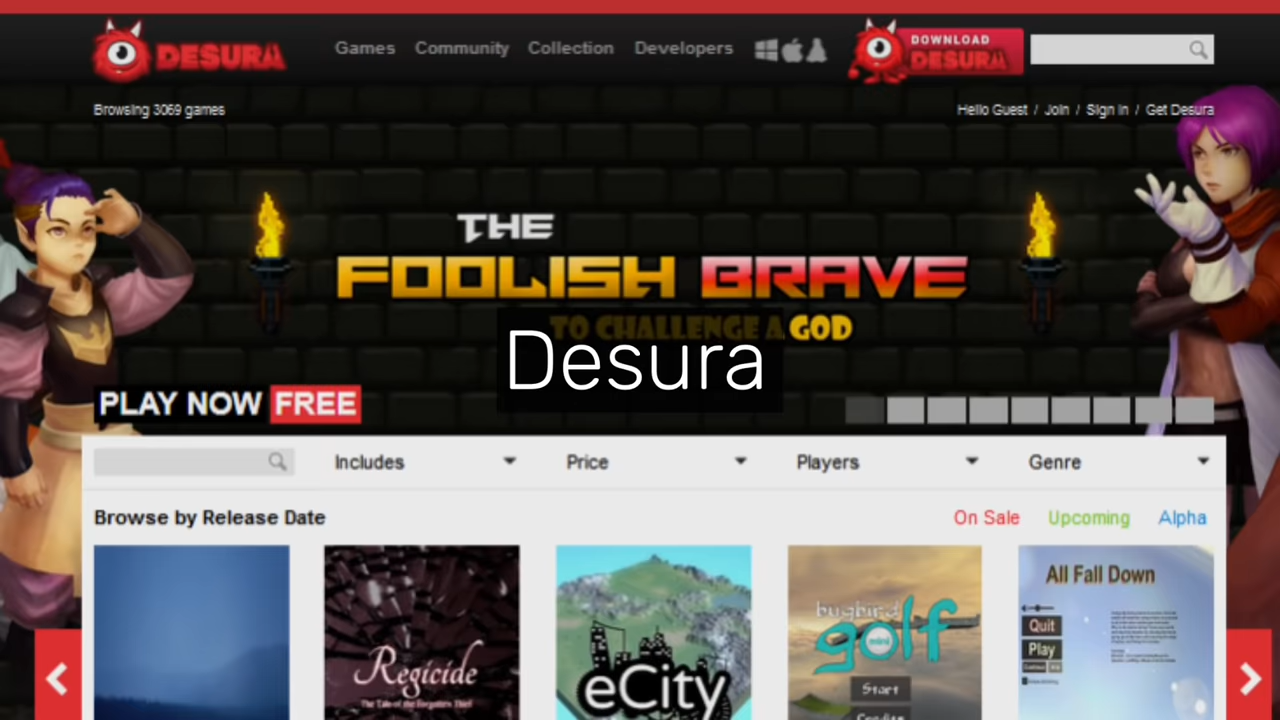 DESURA
Games Community Collection Developers
DOWNLOAD
DESURA
Browsing 3069 games
Hello Guest / Join / Sign in / Get Desura
THE
FOOLISH BRAVE
TO CHALLENGE A GOD
Desura
PLAY NOW FREE
Includes Price Players Genre
Browse by Release Date
On Sale Upcoming Alpha
Regicide
The Tale of the Forgotten Thief
eCity
bugbird
golf
mini
Start
Credits
All Fall Down
Quit
Play